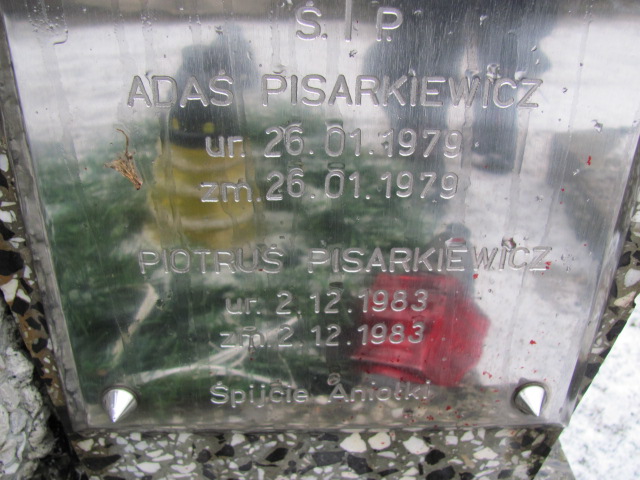 Ś. I P.
ADAŚ PISARKIEWICZ
ur. 26.01.1979
zm. 26.01.1979
PIOTRUŚ PISARKIEWICZ
ur. 2.12.1983
zm. 2.12.1983
Śpijcie Aniołki